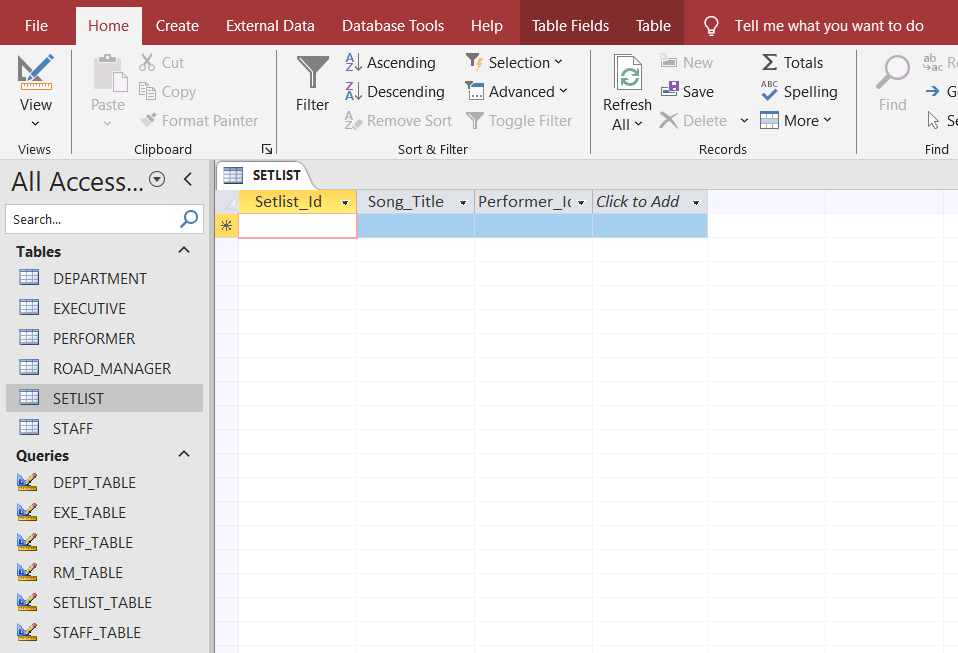 File Home Create External Data Database Tools Help Table Fields Table Tell me what you want to do
View
Views
Paste
Cut
Copy
Format Painter
Clipboard
Filter
Ascending
Descending
Remove Sort
Selection
Advanced
Toggle Filter
Sort & Filter
Refresh
All
New
Save
Delete
Totals
Spelling
More
Records
Find
Find
All Access...
Search...
Tables
DEPARTMENT
EXECUTIVE
PERFORMER
ROAD_MANAGER
SETLIST
STAFF
Queries
DEPT_TABLE
EXE_TABLE
PERF_TABLE
RM_TABLE
SETLIST_TABLE
STAFF_TABLE
SETLIST
Setlist_Id Song_Title Performer_Ic Click to Add